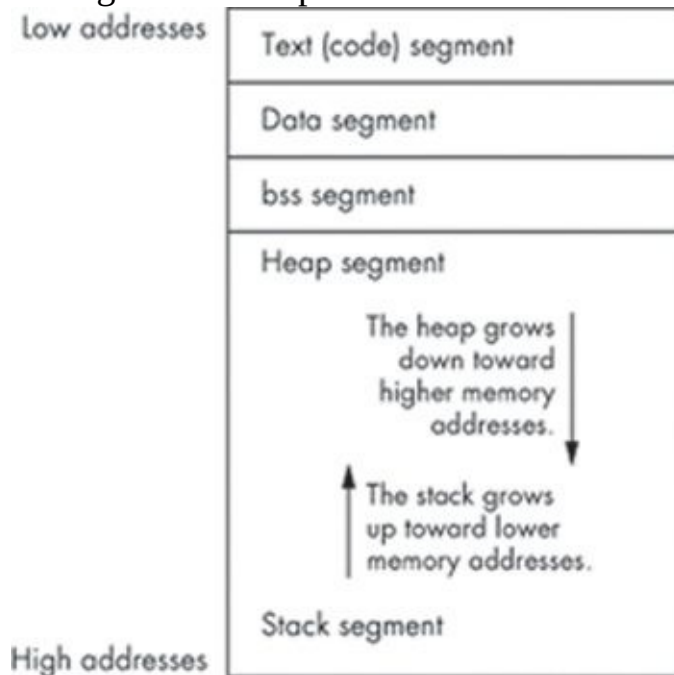 Low addresses
Text (code) segment
Data segment
bss segment
Heap segment
The heap grows
down toward
higher memory
addresses.
The stack grows
up toward lower
memory addresses.
Stack segment
High addresses